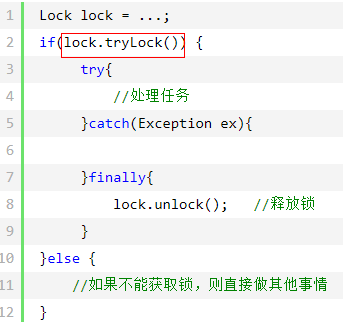 1 Lock lock = ...;
2 if(lock.tryLock()) {
3 try{
4 //处理任务
5 }catch(Exception ex){
6
7 }finally{
8 lock.unlock(); //释放锁
9 }
10 }else {
11 //如果不能获取锁，则直接做其他事情
12 }